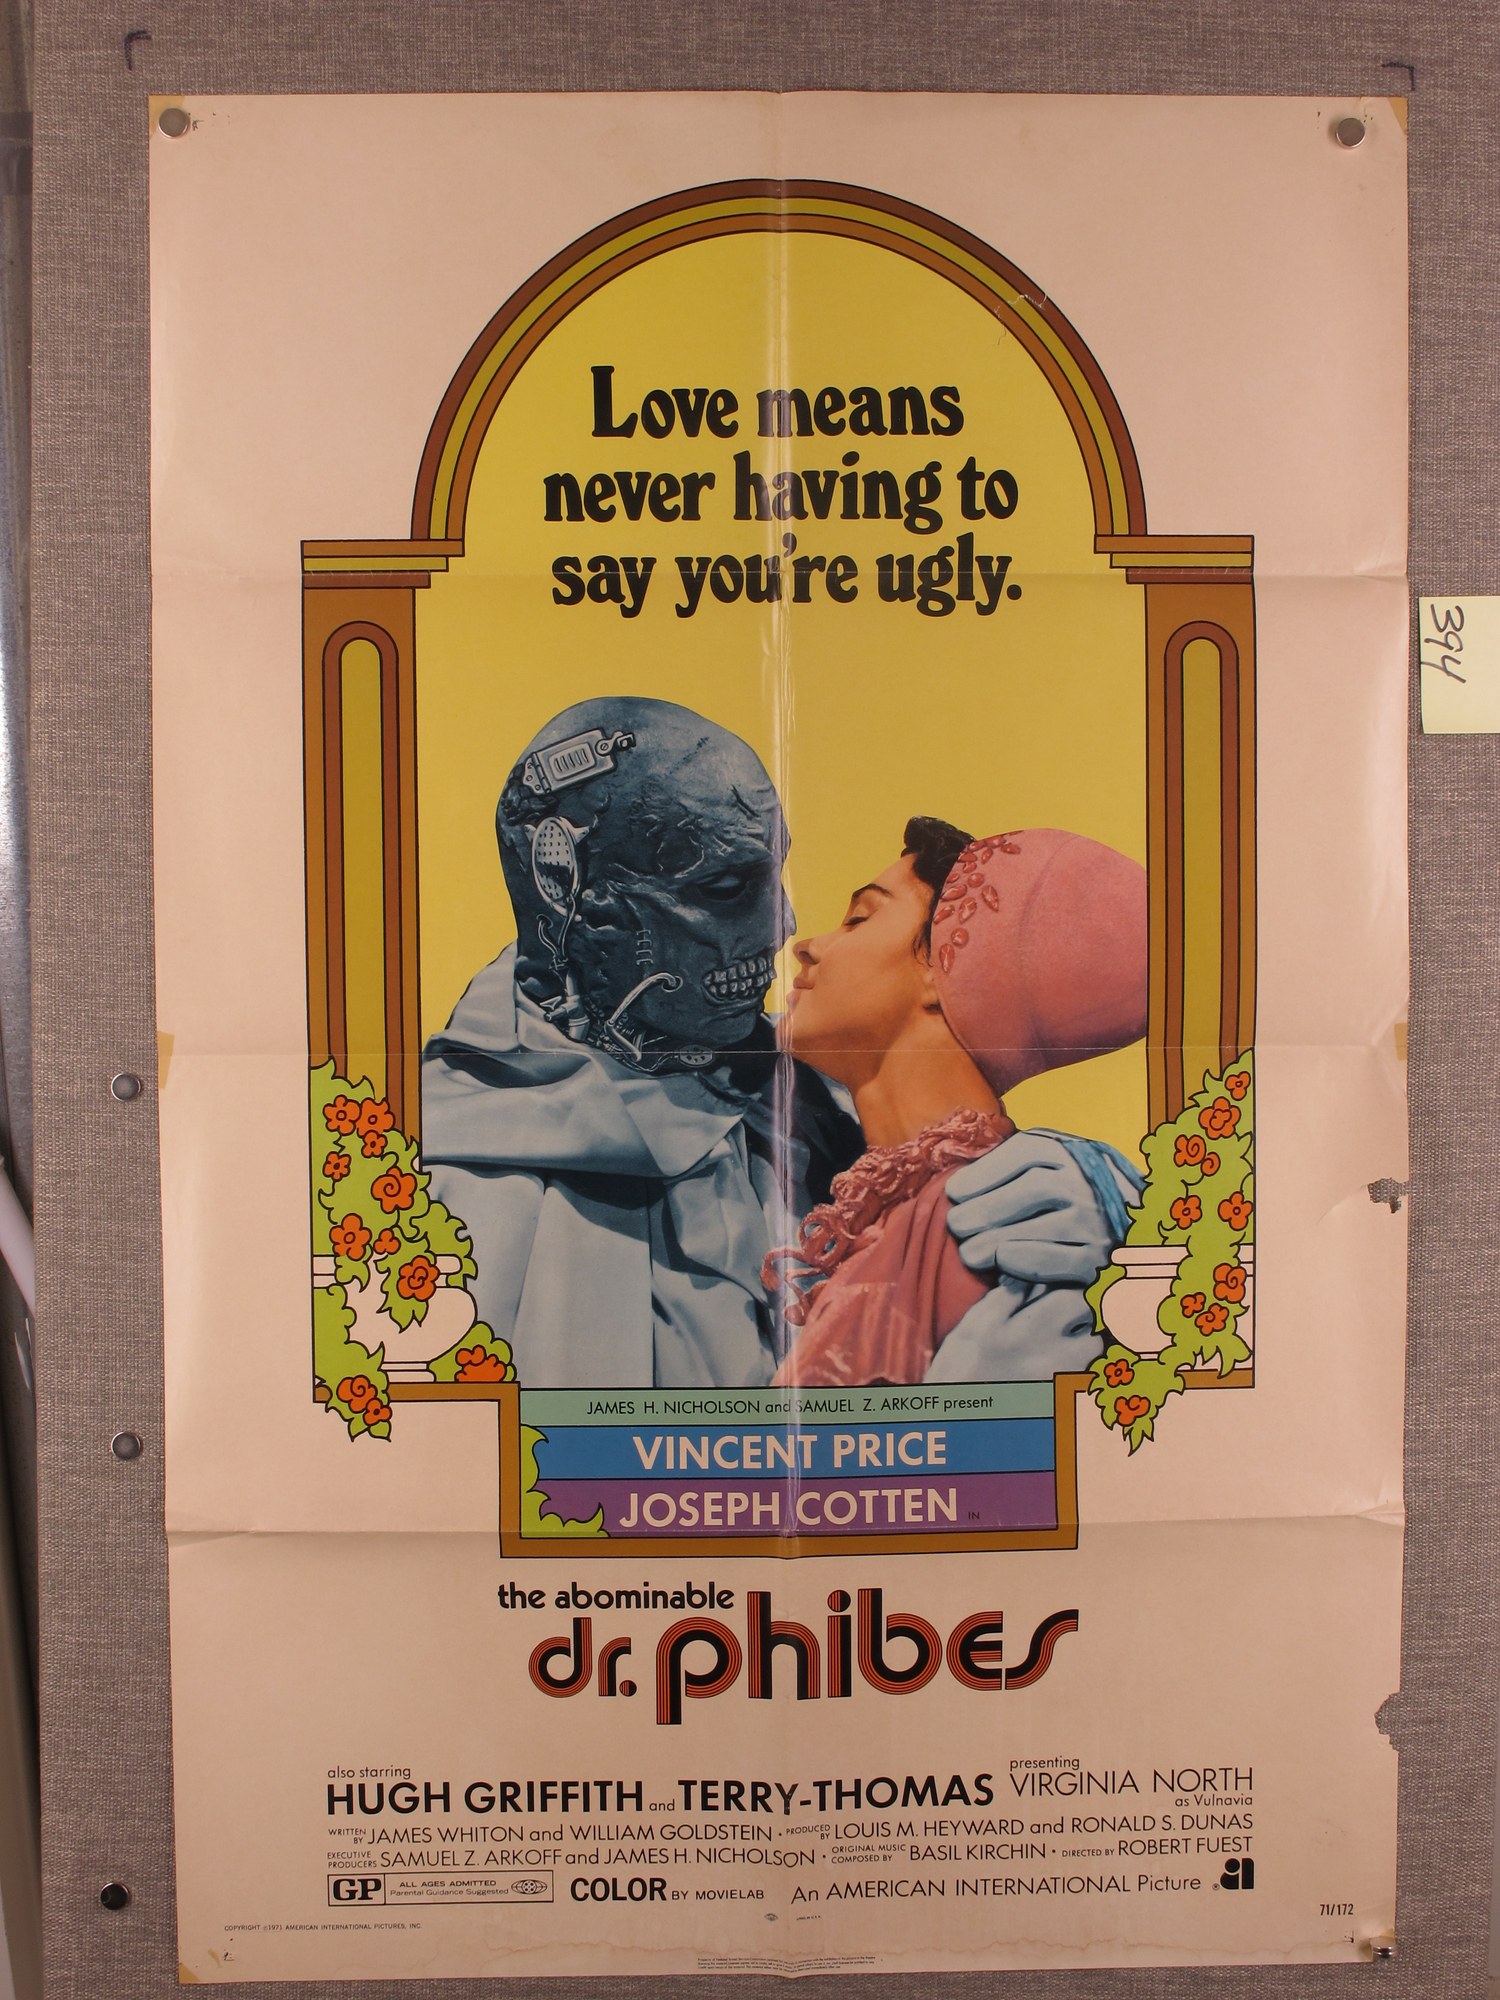 Love means
never having to
say you're ugly.
394
JAMES H. NICHOLSON and SAMUEL Z. ARKOFF present
VINCENT PRICE
JOSEPH COTTEN IN
the abominable
dr. phibes
also starring
HUGH GRIFFITH and TERRY-THOMAS
presenting
VIRGINIA NORTH
as Vulnavia
WRITTEN BY JAMES WHITON and WILLIAM GOLDSTEIN • PRODUCED BY LOUIS M. HEYWARD and RONALD S. DUNAS
EXECUTIVE PRODUCERS SAMUEL Z. ARKOFF and JAMES H. NICHOLSON • ORIGINAL MUSIC COMPOSED BY BASIL KIRCHIN • DIRECTED BY ROBERT FUEST
GP ALL AGES ADMITTED
Parental Guidance Suggested
COLOR BY MOVIELAB
An AMERICAN INTERNATIONAL Picture ® a
71/172
COPYRIGHT ©1971 AMERICAN INTERNATIONAL PICTURES, INC.